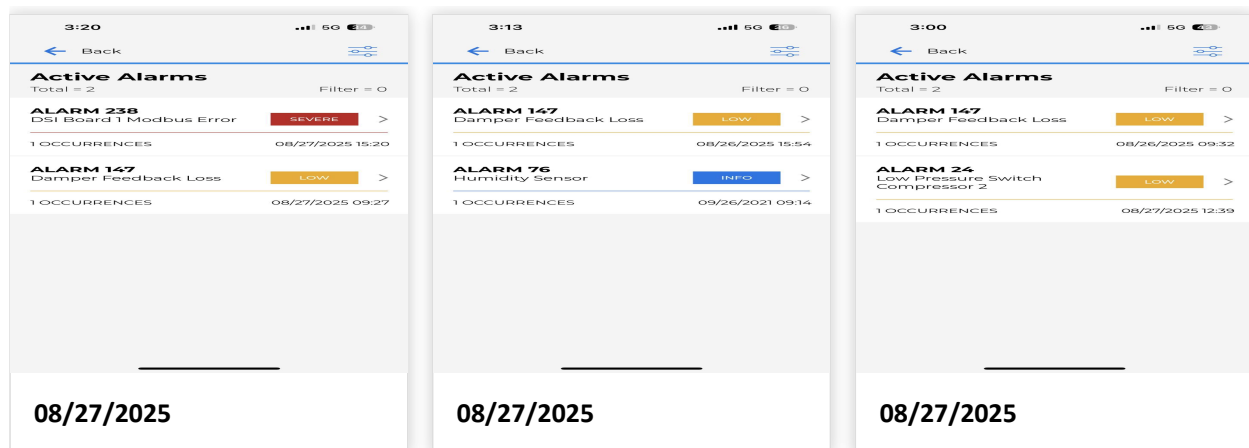 3:20
5G
Back
Active Alarms
Total = 2 Filter = 0
ALARM 238
DSI Board 1 Modbus Error SEVERE >
1 OCCURRENCES 08/27/2025 15:20
ALARM 147
Damper Feedback Loss LOW >
1 OCCURRENCES 08/27/2025 09:27
08/27/2025
3:13
5G
Back
Active Alarms
Total = 2 Filter = 0
ALARM 147
Damper Feedback Loss LOW >
1 OCCURRENCES 08/26/2025 15:54
ALARM 76
Humidity Sensor INFO >
1 OCCURRENCES 09/26/2021 09:14
08/27/2025
3:00
5G
Back
Active Alarms
Total = 2 Filter = 0
ALARM 147
Damper Feedback Loss LOW >
1 OCCURRENCES 08/26/2025 09:32
ALARM 24
Low Pressure Switch
Compressor 2 LOW >
1 OCCURRENCES 08/27/2025 12:39
08/27/2025